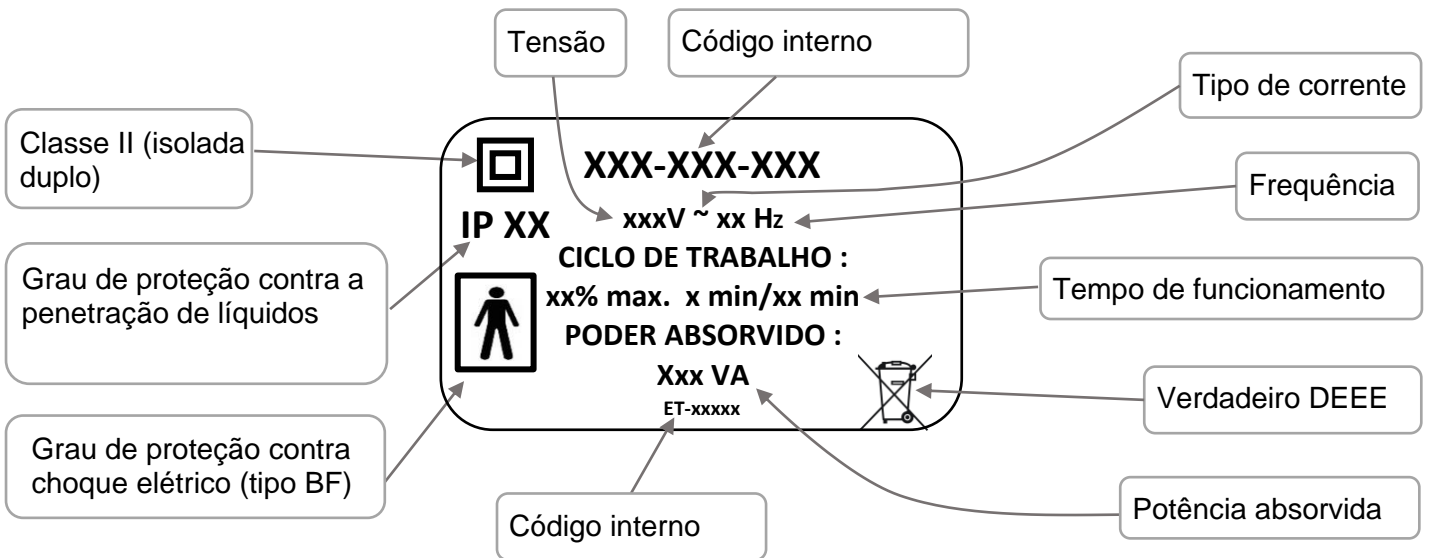 Tensão
Código interno
Tipo de corrente
Classe II (isolada
duplo)
XXX-XXX-XXX
Frequência
xxxV ~ xx Hz
IP XX
CICLO DE TRABALHO :
Grau de proteção contra a
penetração de líquidos
xx% max. x min/xx min
Tempo de funcionamento
PODER ABSORVIDO :
Xxx VA
Verdadeiro DEEE
ET-xxxxx
Grau de proteção contra
choque elétrico (tipo BF)
Código interno
Potência absorvida